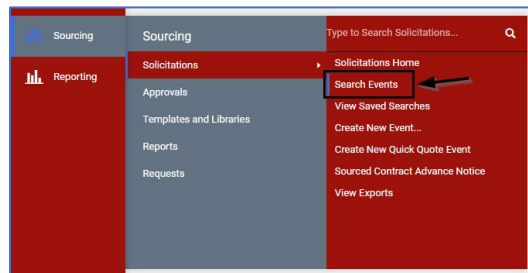 Sourcing
Reporting
Sourcing
Solicitations
Approvals
Templates and Libraries
Reports
Requests
Type to Search Solicitations...
Solicitations Home
Search Events
View Saved Searches
Create New Event...
Create New Quick Quote Event
Sourced Contract Advance Notice
View Exports